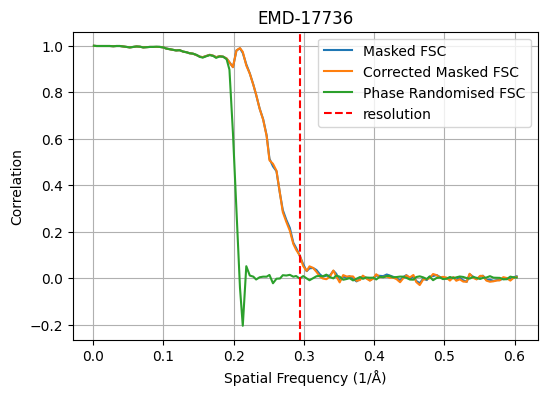 EMD-17736
Masked FSC
Corrected Masked FSC
Phase Randomised FSC
resolution
Correlation
1.0
0.8
0.6
0.4
0.2
0.0
−0.2
0.0 0.1 0.2 0.3 0.4 0.5 0.6
Spatial Frequency (1/Å)